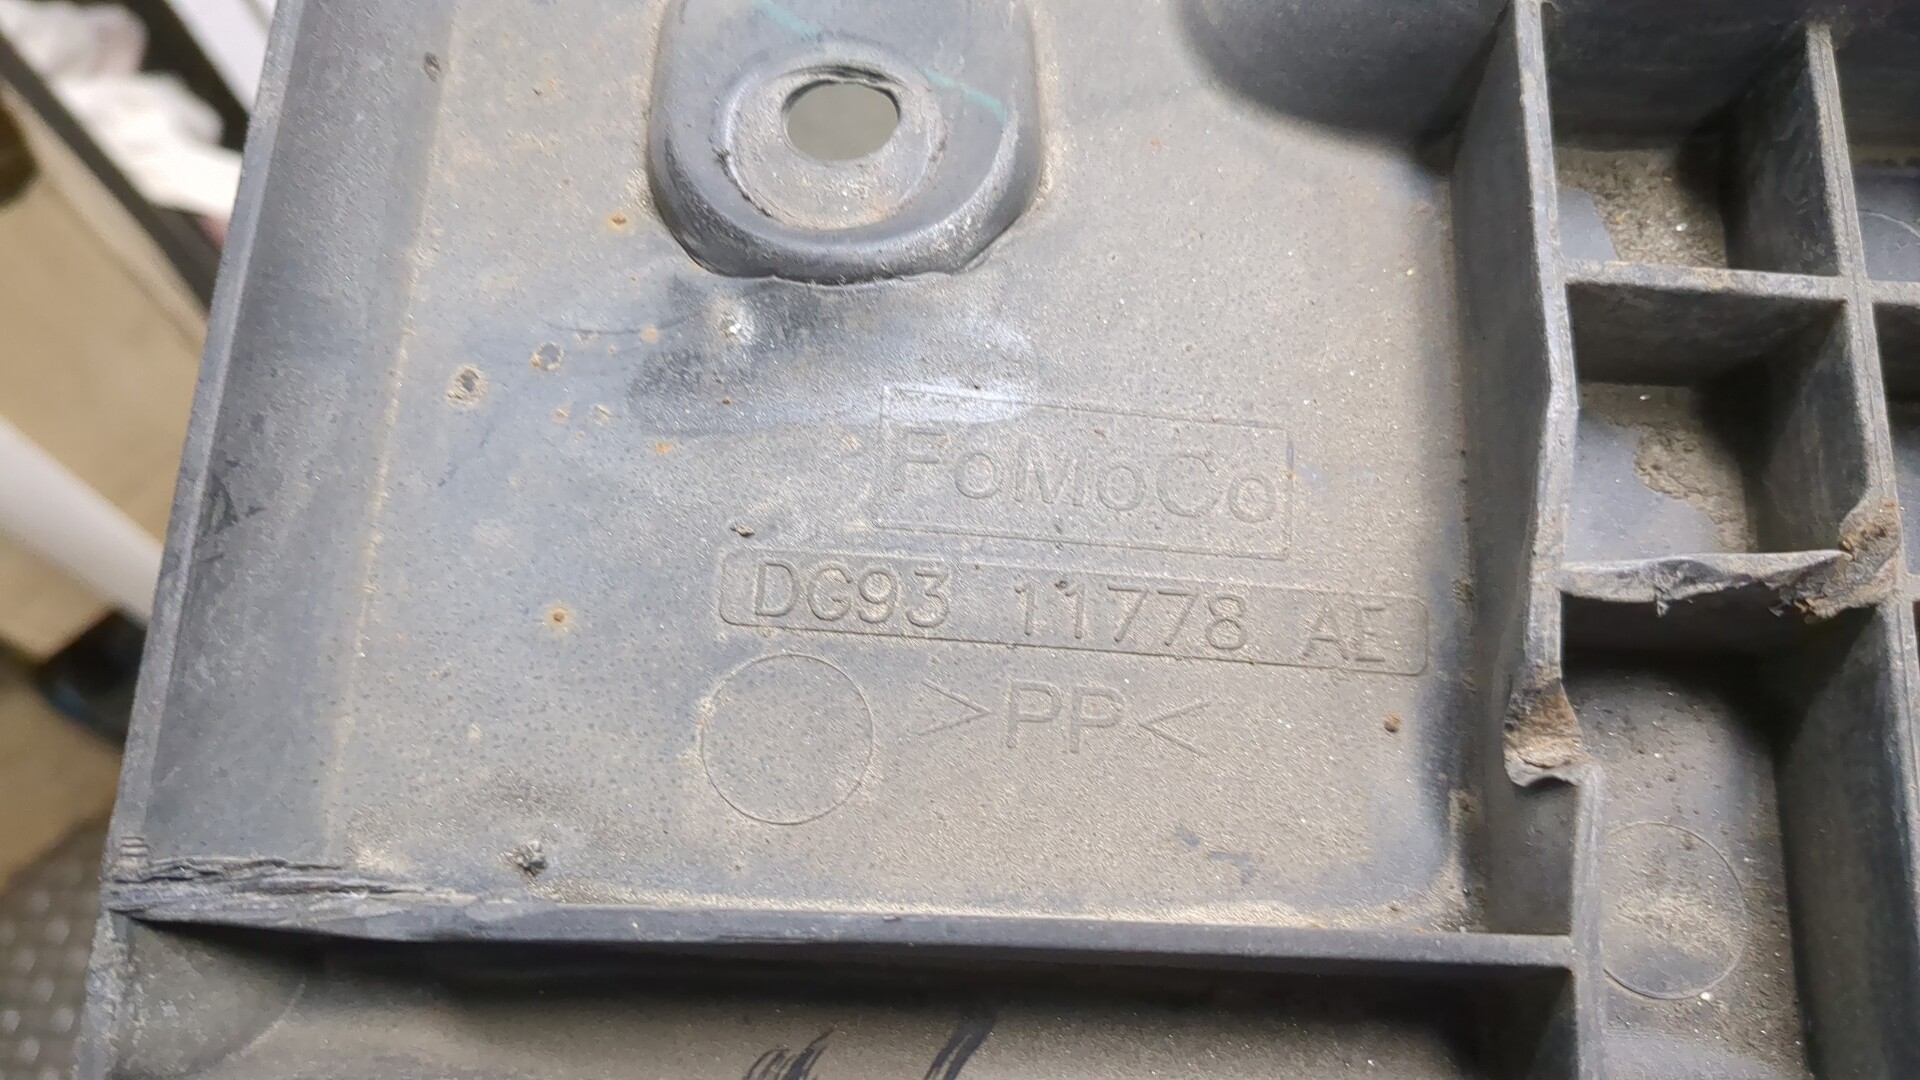 FoMoCo
DG93 11778 AE
>PP<